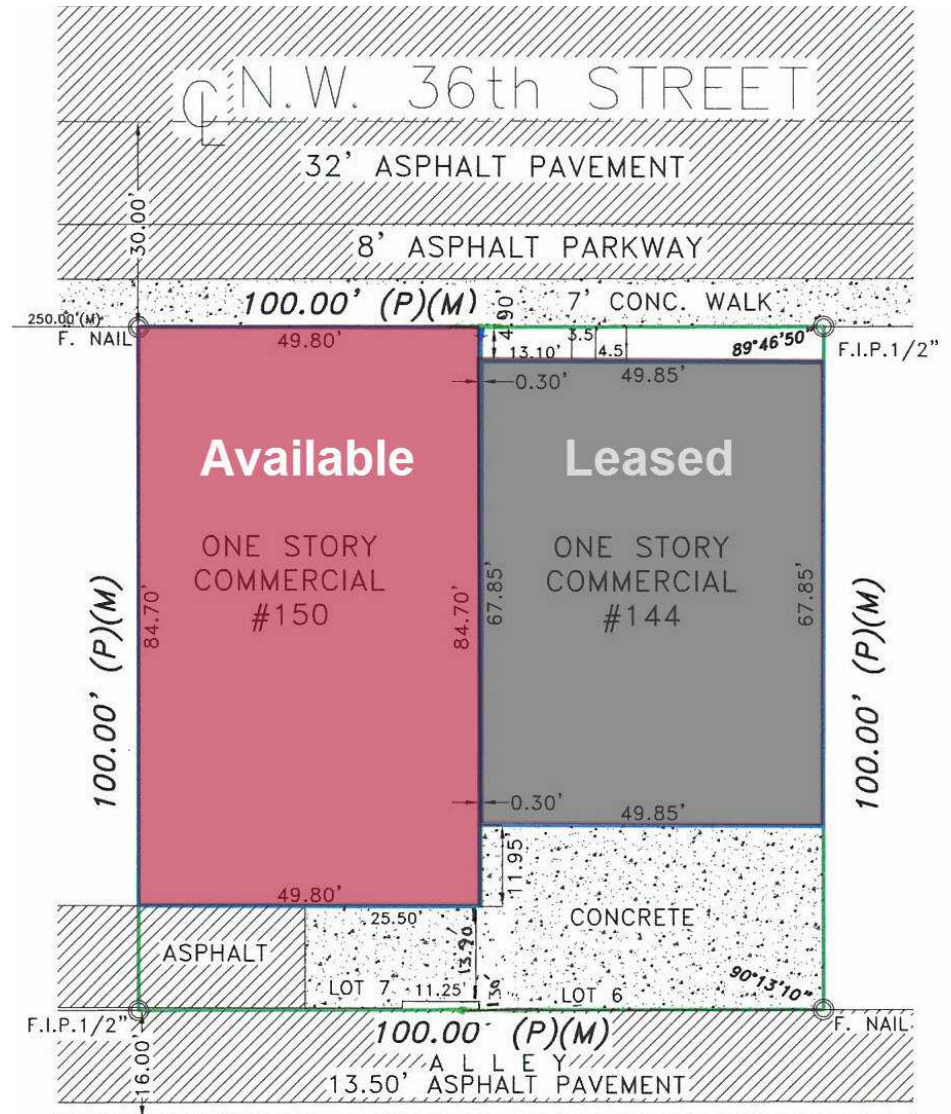 ℄ N.W. 36th STREET
32' ASPHALT PAVEMENT
30.00'
8' ASPHALT PARKWAY
100.00' (P)(M)
7' CONC. WALK
250.00'(M)
F. NAIL
49.80'
4.90
3.5'
13.10'
4.5'
89°46'50"
F.I.P.1/2"
0.30'
49.85'
Available
Leased
ONE STORY
COMMERCIAL
#150
ONE STORY
COMMERCIAL
#144
84.70'
84.70'
67.85'
67.85'
100.00' (P)(M)
100.00' (P)(M)
0.30'
49.85'
11.95
49.80'
25.50'
CONCRETE
ASPHALT
13.90'
LOT 7
11.25'
LOT 6
90°13'10"
F.I.P.1/2"
100.00' (P)(M)
F. NAIL
ALLEY
16.00'
13.50' ASPHALT PAVEMENT